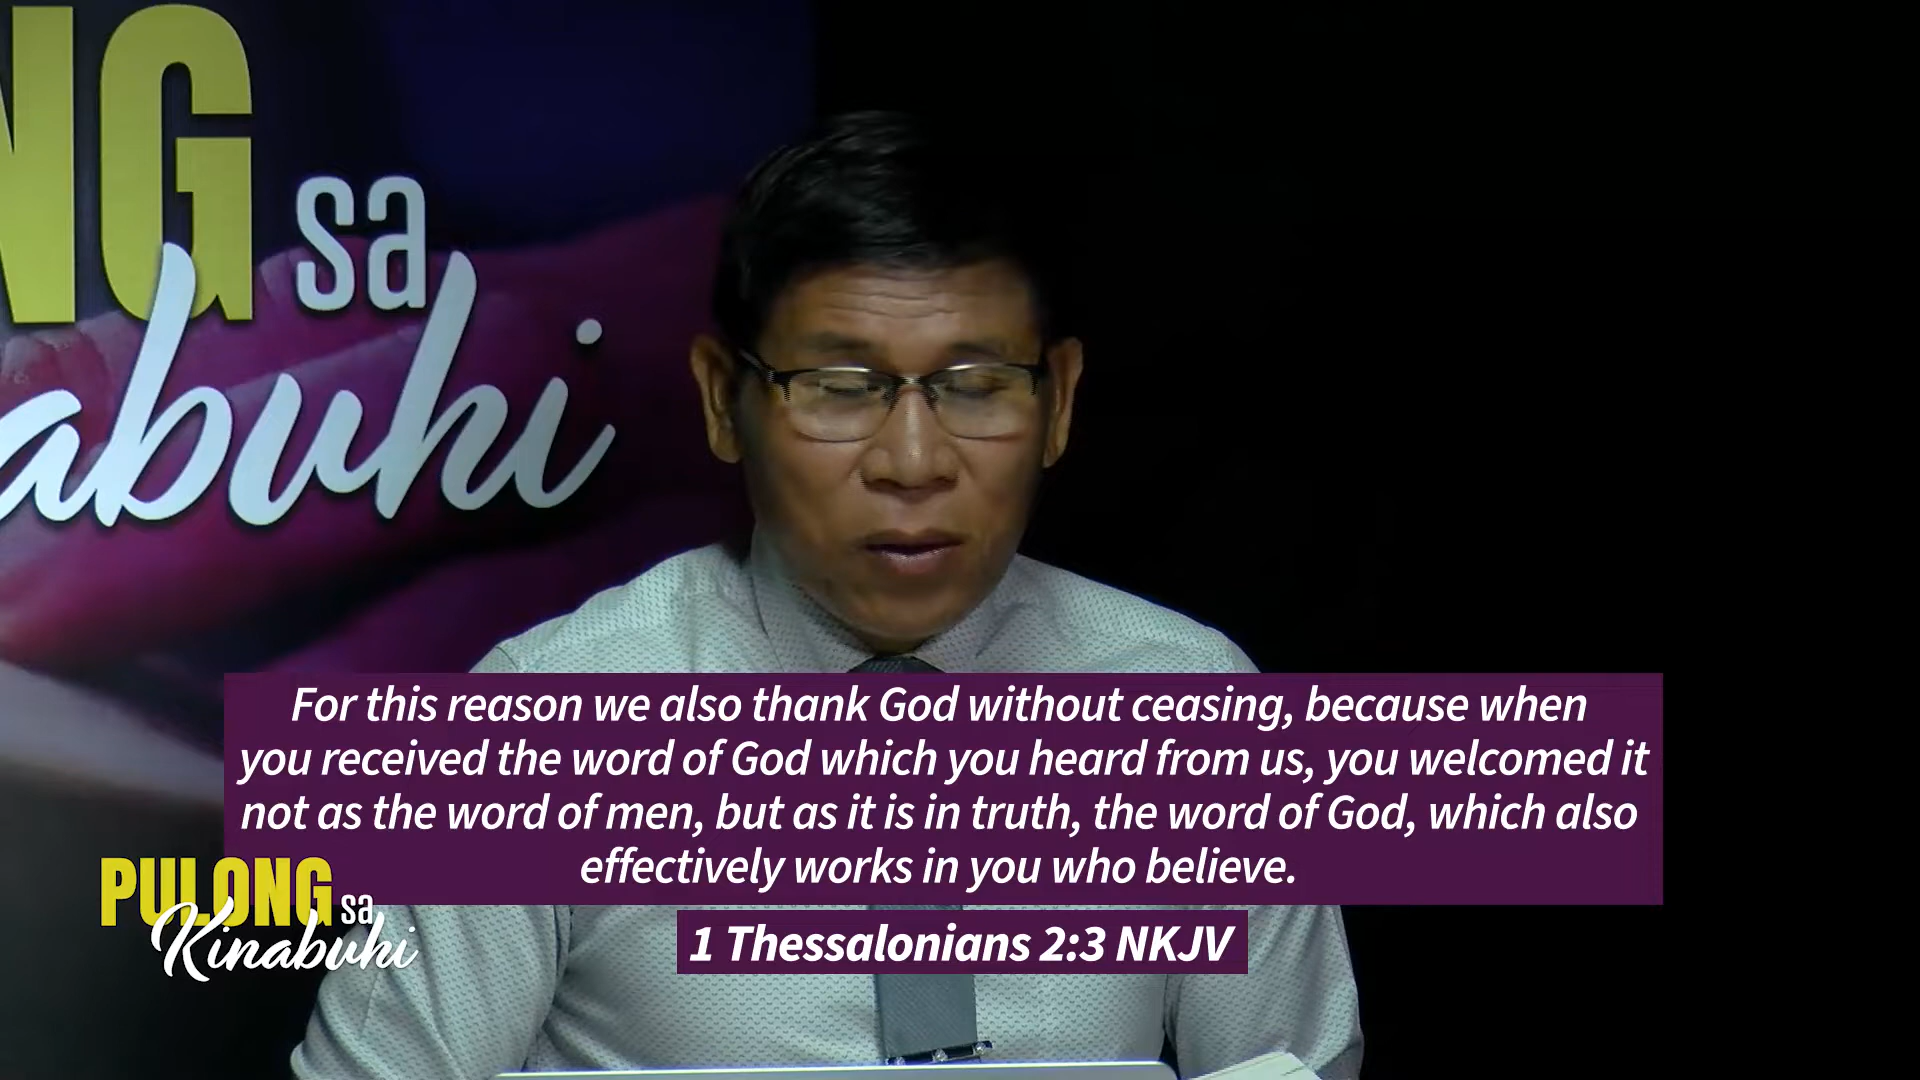 NG
sa
abuhi
For this reason we also thank God without ceasing, because when
you received the word of God which you heard from us, you welcomed it
not as the word of men, but as it is in truth, the word of God, which also
effectively works in you who believe.
PULONG sa
Kinabuhi
1 Thessalonians 2:3 NKJV